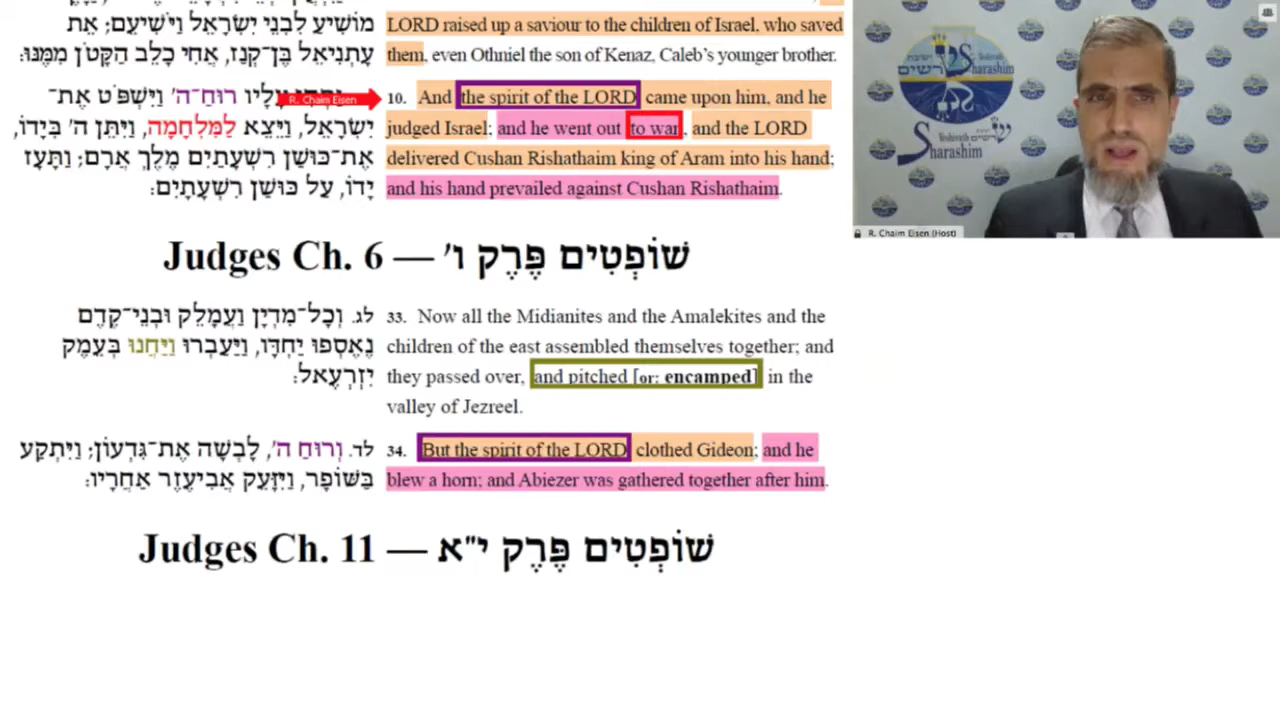 מוֹשִׁיעַ לִבְנֵי יִשְׂרָאֵל וַיֹּשִׁיעֵם; אֵת
עָתְנִיאֵל בֶּן־קְנַז, אֲחִי כָלֵב הַקָּטֹן מִמֶּנּוּ:
עָלָיו רוּחַ־ה' וַיִּשְׁפֹּט אֶת־
יִשְׂרָאֵל, וַיֵּצֵא לַמִּלְחָמָה, וַיִּתֵּן ה' בְּיָדוֹ,
אֶת־כּוּשַׁן רִשְׁעָתַיִם מֶלֶךְ אֲרָם; וַתָּעָז
יָדוֹ, עַל כּוּשַׁן רִשְׁעָתָיִם:
LORD raised up a saviour to the children of Israel, who saved
them, even Othniel the son of Kenaz, Caleb's younger brother.
R. Chaim Eisen
10. And the spirit of the LORD came upon him, and he
judged Israel; and he went out to war, and the LORD
delivered Cushan Rishathaim king of Aram into his hand;
and his hand prevailed against Cushan Rishathaim.
Judges Ch. 6 — שׁוֹפְטִים פֶּרֶק ו'
לג. וְכָל־מִדְיָן וַעֲמָלֵק וּבְנֵי־קֶדֶם
נֶאֶסְפוּ יַחְדָּו, וַיַּעַבְרוּ וַיַּחֲנוּ בְּעֵמֶק
יִזְרְעֶאל:
33. Now all the Midianites and the Amalekites and the
children of the east assembled themselves together; and
they passed over, and pitched [or: encamped] in the
valley of Jezreel.
לד. וְרוּחַ ה', לָבְשָׁה אֶת־גִּדְעוֹן; וַיִּתְקַע
בַּשּׁוֹפָר, וַיִּזָּעֵק אֲבִיעֶזֶר אַחֲרָיו:
34. But the spirit of the LORD clothed Gideon; and he
blew a horn; and Abiezer was gathered together after him.
Judges Ch. 11 — שׁוֹפְטִים פֶּרֶק י"א
ישיבת
שרשים
Yeshivath
Sharashim
Yeshivath
Sharashim
R. Chaim Eisen (Host)